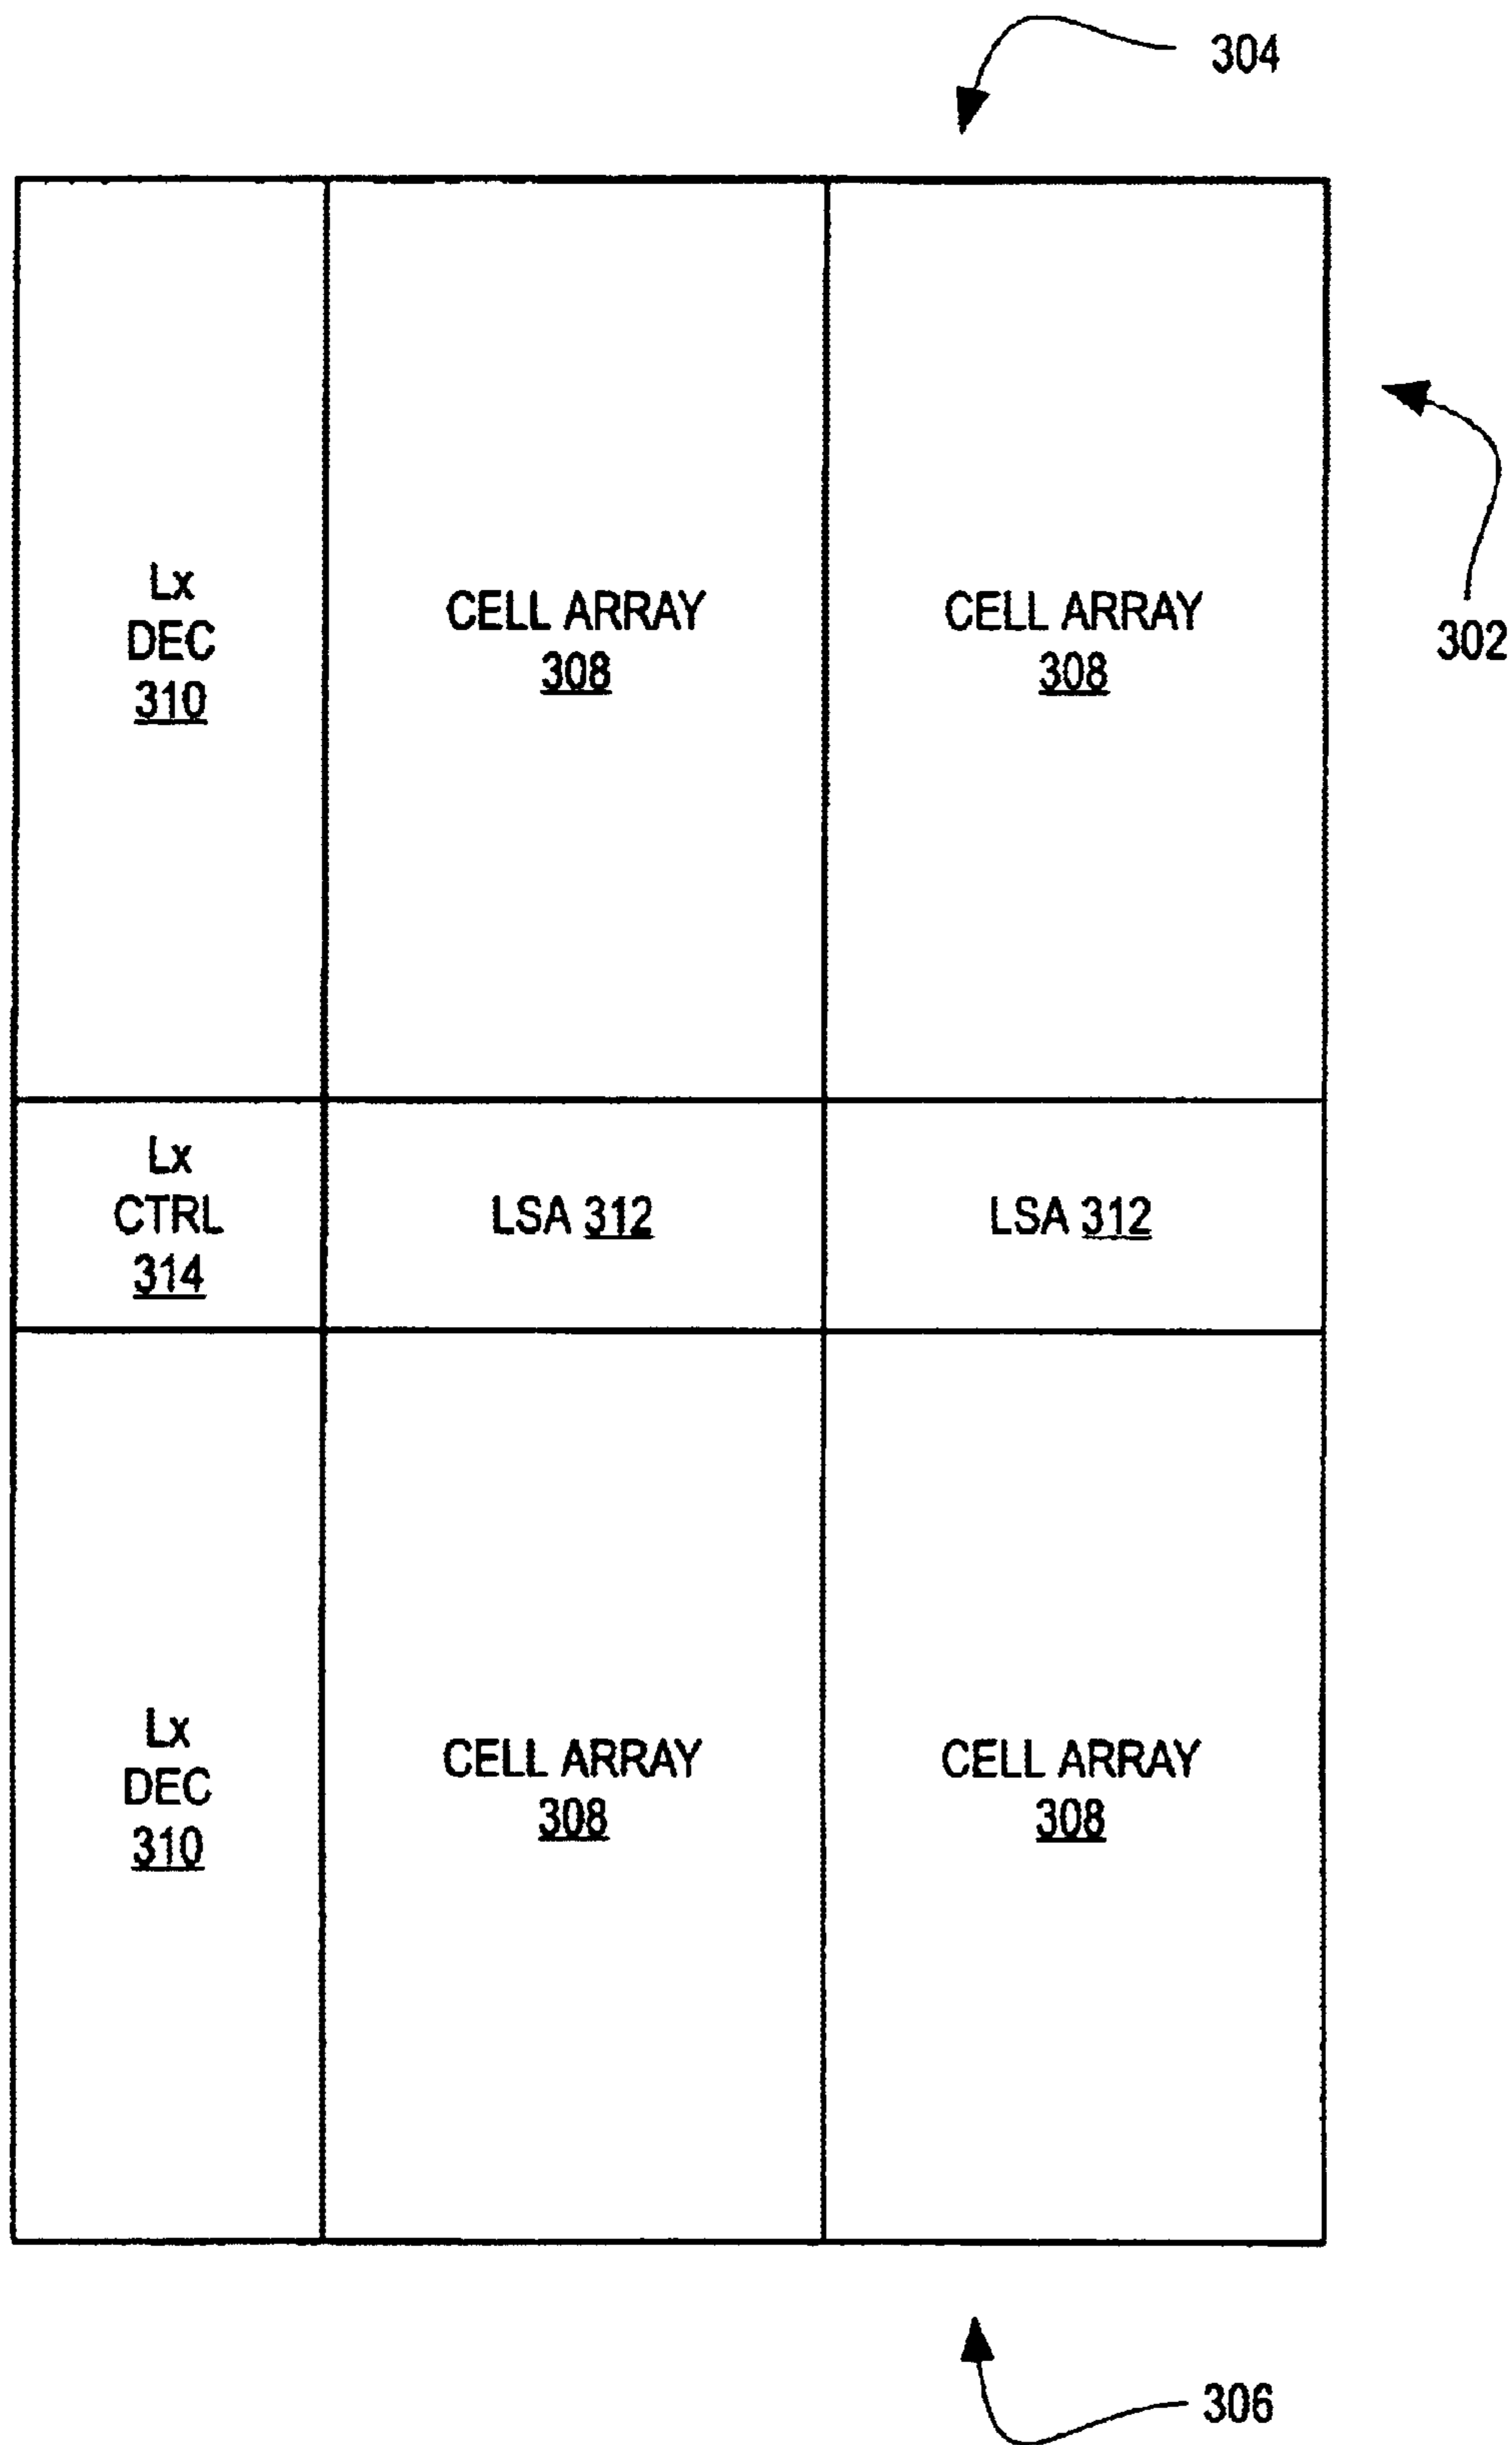 304
302
Lx
DEC
310
CELL ARRAY
308
CELL ARRAY
308
Lx
CTRL
314
LSA 312
LSA 312
Lx
DEC
310
CELL ARRAY
308
CELL ARRAY
308
306